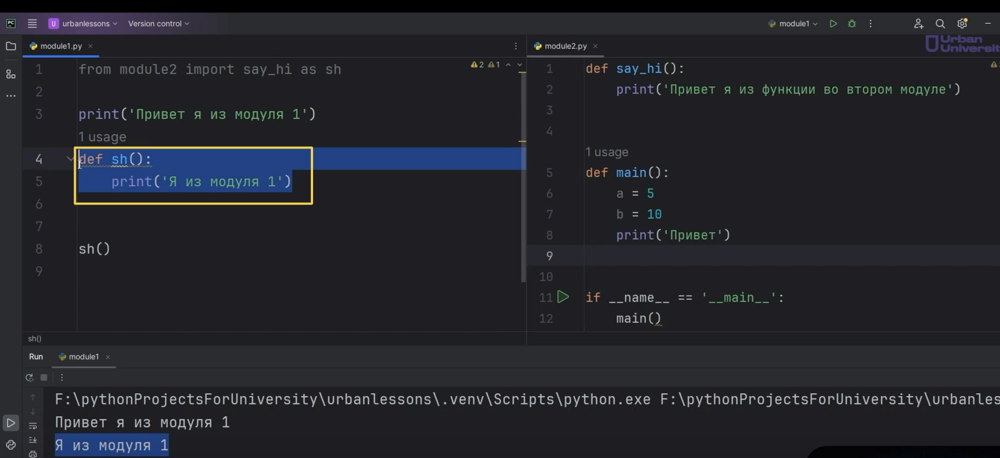 PC
U urbanlessons
Version control
module1
Urban
University
module1.py
module2.py
1 from module2 import say_hi as sh
2
3 print('Привет я из модуля 1')
1 usage
4 def sh():
5 print('Я из модуля 1')
6
7
8 sh()
9
2 1
1 def say_hi():
2 print('Привет я из функции во втором модуле')
3
4
1 usage
5 def main():
6 a = 5
7 b = 10
8 print('Привет')
9
10
11 if __name__ == '__main__':
12 main()
sh()
Run
module1
F:\pythonProjectsForUniversity\urbanlessons\.venv\Scripts\python.exe F:\pythonProjectsForUniversity\urbanles
Привет я из модуля 1
Я из модуля 1